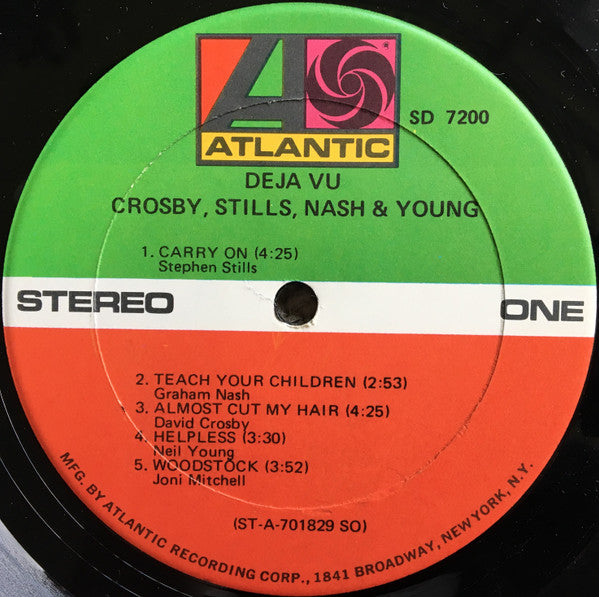 ATLANTIC
SD 7200
DEJA VU
CROSBY, STILLS, NASH & YOUNG
1. CARRY ON (4:25)
Stephen Stills
STEREO ONE
2. TEACH YOUR CHILDREN (2:53)
Graham Nash
3. ALMOST CUT MY HAIR (4:25)
David Crosby
4. HELPLESS (3:30)
Neil Young
5. WOODSTOCK (3:52)
Joni Mitchell
(ST-A-701829 SO)
MFG. BY ATLANTIC RECORDING CORP., 1841 BROADWAY, NEW YORK, N.Y.